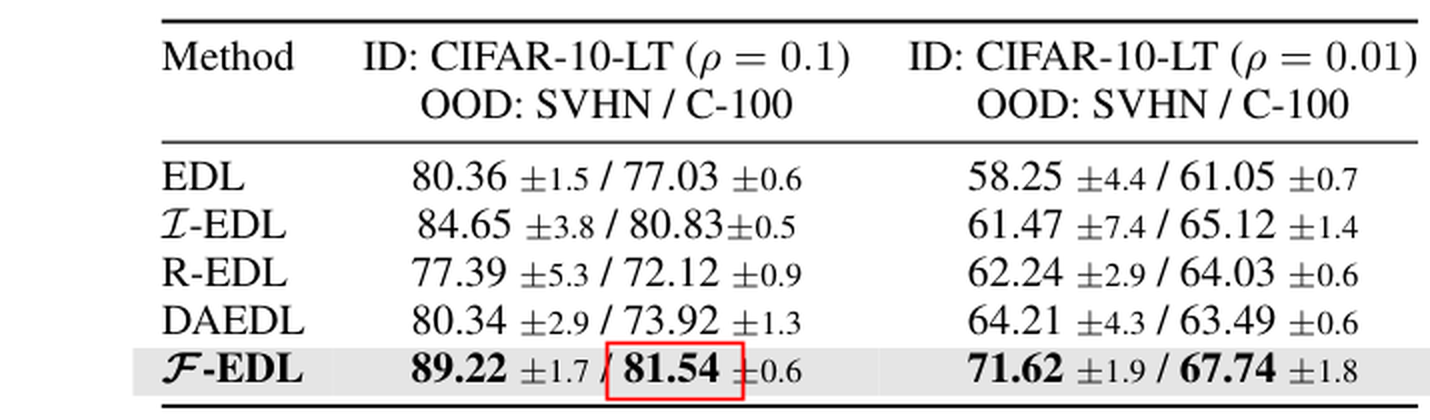 Method ID: CIFAR-10-LT (ρ = 0.1) ID: CIFAR-10-LT (ρ = 0.01)
OOD: SVHN / C-100 OOD: SVHN / C-100
EDL 80.36 ±1.5 / 77.03 ±0.6 58.25 ±4.4 / 61.05 ±0.7
ℐ-EDL 84.65 ±3.8 / 80.83±0.5 61.47 ±7.4 / 65.12 ±1.4
R-EDL 77.39 ±5.3 / 72.12 ±0.9 62.24 ±2.9 / 64.03 ±0.6
DAEDL 80.34 ±2.9 / 73.92 ±1.3 64.21 ±4.3 / 63.49 ±0.6
ℱ-EDL 89.22 ±1.7 / 81.54 ±0.6 71.62 ±1.9 / 67.74 ±1.8